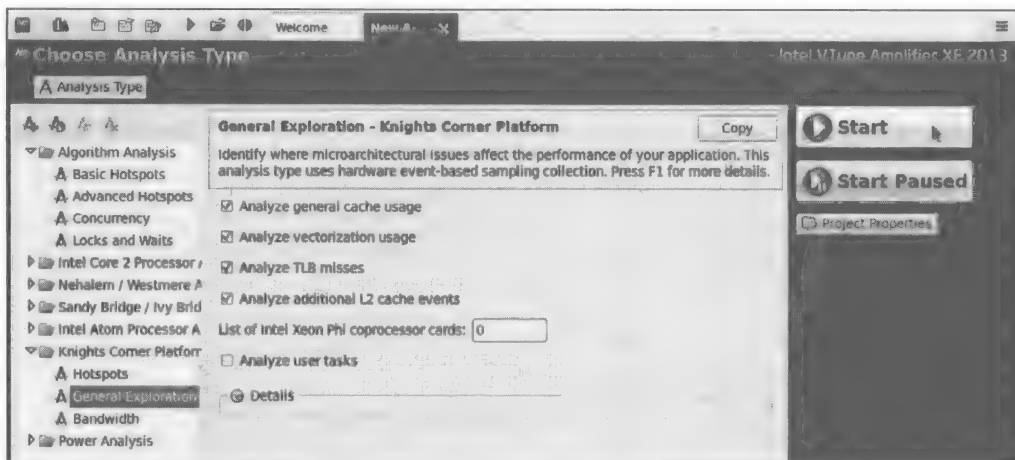 Welcome
New A
Choose Analysis Type
Intel VTune Amplifier XE 2013
Analysis Type
Algorithm Analysis
Basic Hotspots
Advanced Hotspots
Concurrency
Locks and Waits
Intel Core 2 Processor
Nehalem / Westmere A
Sandy Bridge / Ivy Brid
Intel Atom Processor A
Knights Corner Platforr
Hotspots
General Exploration
Bandwidth
Power Analysis
General Exploration - Knights Corner Platform
Copy
Identify where microarchitectural issues affect the performance of your application. This
analysis type uses hardware event-based sampling collection. Press F1 for more details.
Analyze general cache usage
Analyze vectorization usage
Analyze TLB misses
Analyze additional L2 cache events
List of Intel Xeon Phi coprocessor cards: 0
Analyze user tasks
Details
Start
Start Paused
Project Properties